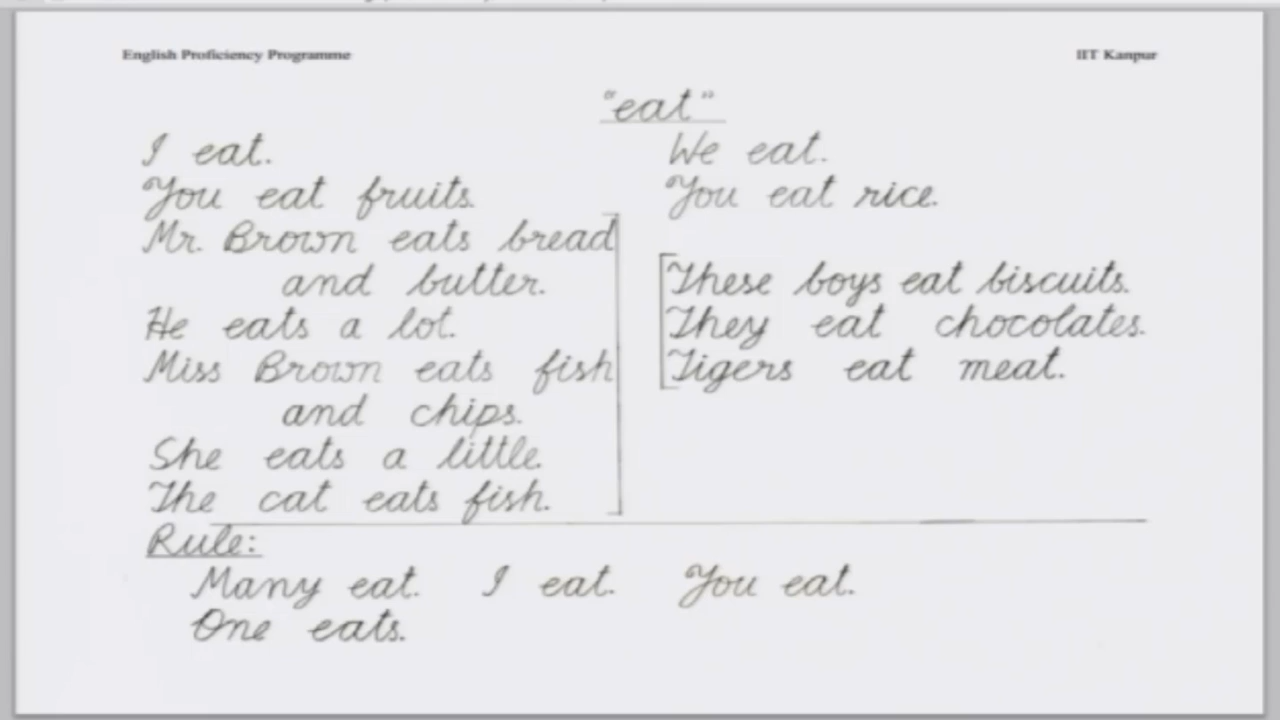 English Proficiency Programme
IIT Kanpur
"eat"
I eat.
You eat fruits.
Mr. Brown eats bread
and butter.
He eats a lot.
Miss Brown eats fish
and chips.
She eats a little.
The cat eats fish.
We eat.
You eat rice.
These boys eat biscuits.
They eat chocolates.
Tigers eat meat.
Rule:
Many eat. I eat. You eat.
One eats.